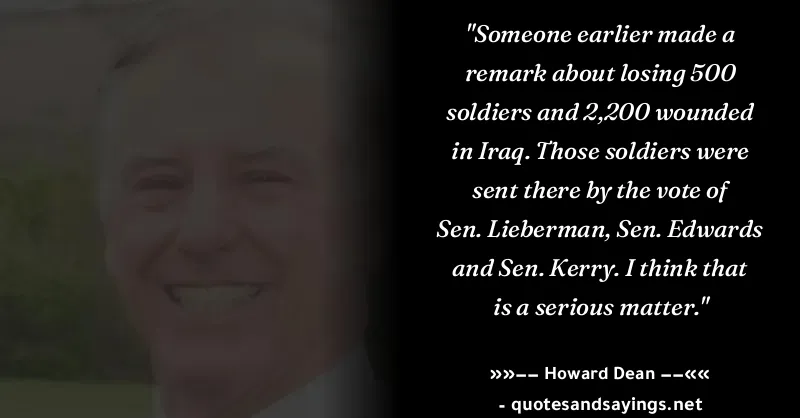 "Someone earlier made a
remark about losing 500
soldiers and 2,200 wounded
in Iraq. Those soldiers were
sent there by the vote of
Sen. Lieberman, Sen. Edwards
and Sen. Kerry. I think that
is a serious matter."
»»−− Howard Dean −−««
- quotesandsayings.net